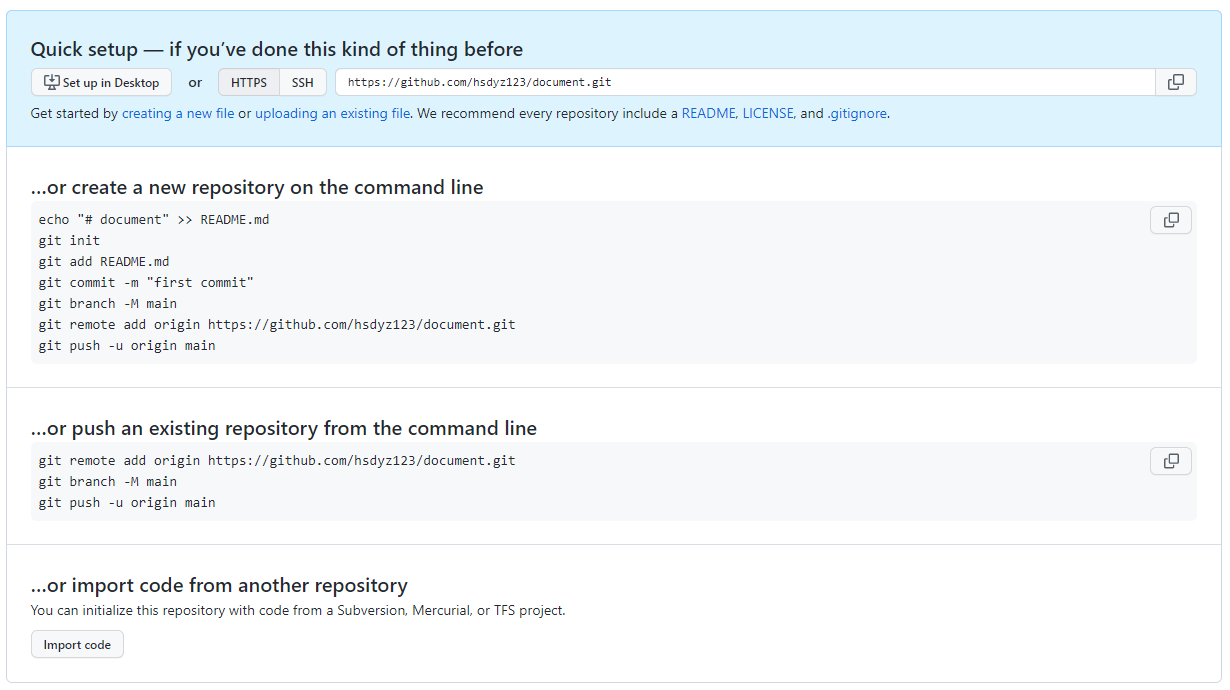 Quick setup — if you’ve done this kind of thing before
Set up in Desktop or HTTPS SSH https://github.com/hsdyz123/document.git
Get started by creating a new file or uploading an existing file. We recommend every repository include a README, LICENSE, and .gitignore.
…or create a new repository on the command line
echo "# document" >> README.md
git init
git add README.md
git commit -m "first commit"
git branch -M main
git remote add origin https://github.com/hsdyz123/document.git
git push -u origin main
…or push an existing repository from the command line
git remote add origin https://github.com/hsdyz123/document.git
git branch -M main
git push -u origin main
…or import code from another repository
You can initialize this repository with code from a Subversion, Mercurial, or TFS project.
Import code